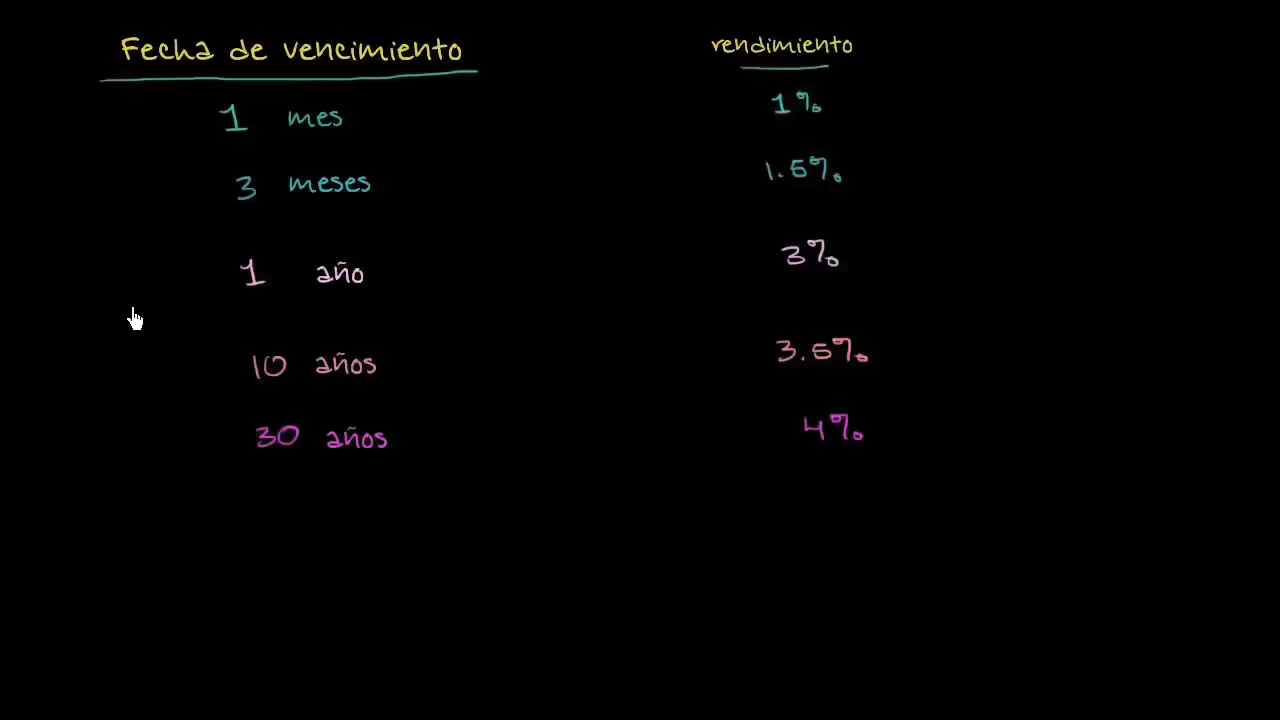 Fecha de vencimiento rendimiento
1 mes 1%
3 meses 1.5%
1 año 3%
10 años 3.5%
30 años 4%